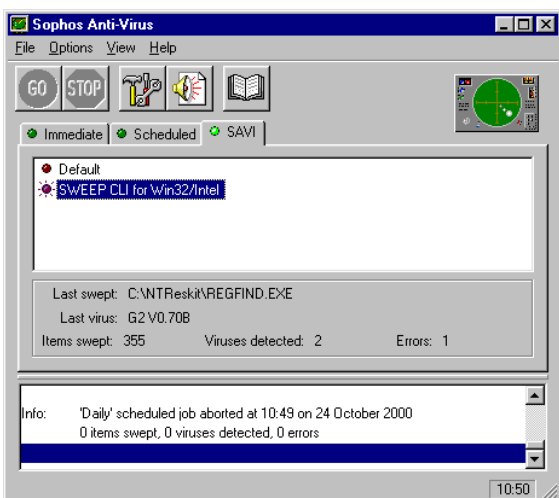 Sophos Anti-Virus
File Options View Help
GO STOP
Immediate Scheduled SAVI
Default
SWEEP CLI for Win32/Intel
Last swept: C:\NTReskit\REGFIND.EXE
Last virus: G2 V0.70B
Items swept: 355 Viruses detected: 2 Errors: 1
Info: 'Daily' scheduled job aborted at 10:49 on 24 October 2000
0 items swept, 0 viruses detected, 0 errors
10:50